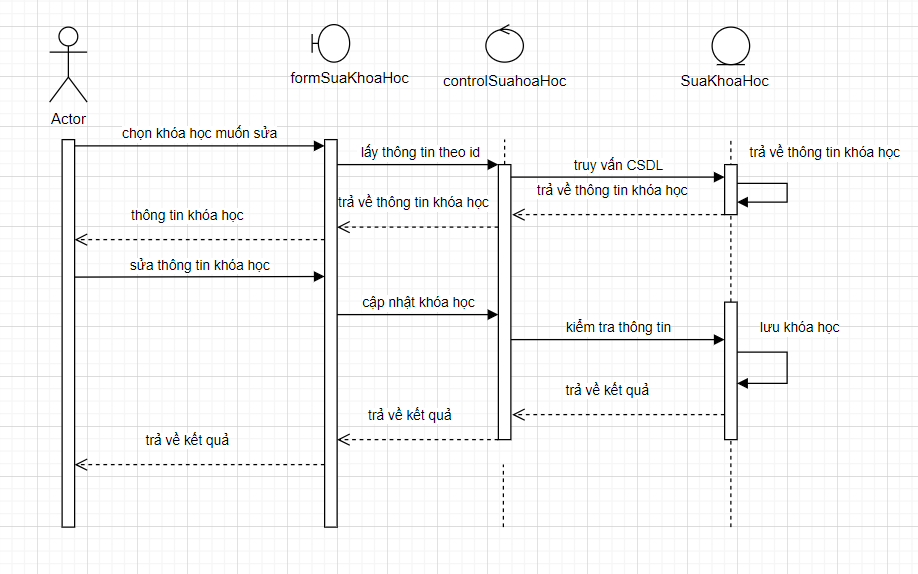 formSuaKhoaHoc
controlSuahoaHoc
SuaKhoaHoc
Actor
chọn khóa học muốn sửa
lấy thông tin theo id
trả về thông tin khóa học
truy vấn CSDL
trả về thông tin khóa học
trả về thông tin khóa học
thông tin khóa học
sửa thông tin khóa học
cập nhật khóa học
kiểm tra thông tin
lưu khóa học
trả về kết quả
trả về kết quả
trả về kết quả